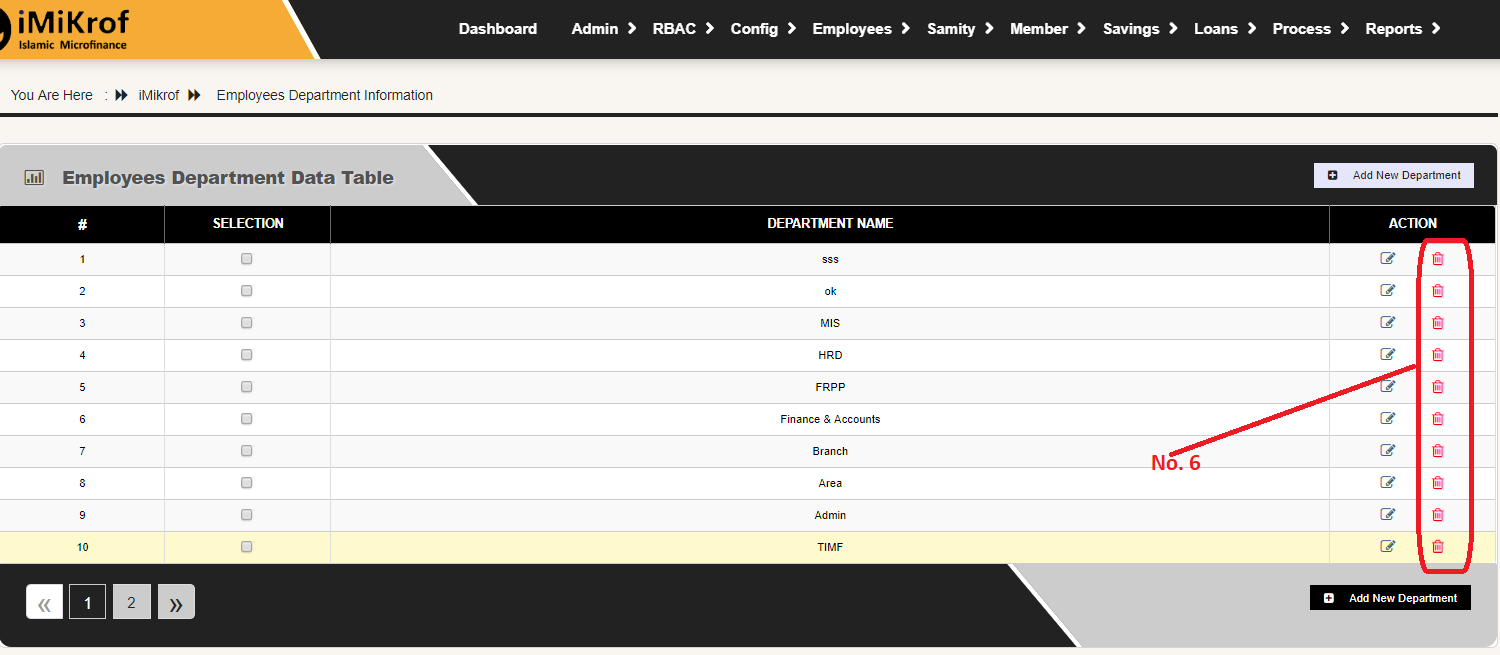 iMiKrof
Islamic Microfinance
Dashboard Admin RBAC Config Employees Samity Member Savings Loans Process Reports
You Are Here : iMikrof Employees Department Information
Employees Department Data Table
Add New Department
# SELECTION DEPARTMENT NAME ACTION
1 sss
2 ok
3 MIS
4 HRD
5 FRPP
6 Finance & Accounts
7 Branch
No. 6
8 Area
9 Admin
10 TIMF
« 1 2 »
Add New Department